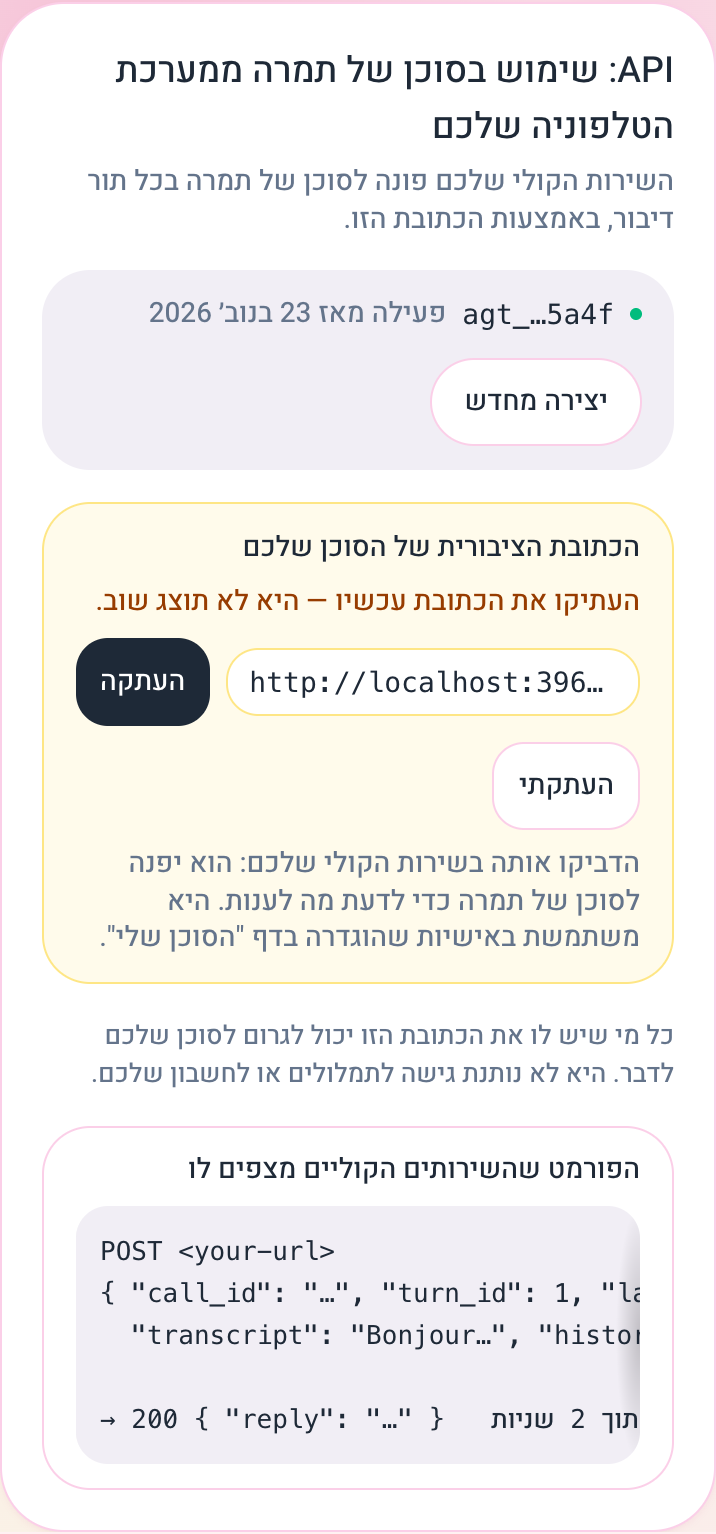 API: שימוש בסוכן של תמרה ממערכת
הטלפוניה שלכם
השירות הקולי שלכם פונה לסוכן של תמרה בכל תור
דיבור, באמצעות הכתובת הזו.
agt_…5a4f פעילה מאז 23 בנוב׳ 2026
יצירה מחדש
הכתובת הציבורית של הסוכן שלכם
העתיקו את הכתובת עכשיו — היא לא תוצג שוב.
http://localhost:396… העתקה
העתקתי
הדביקו אותה בשירות הקולי שלכם: הוא יפנה
לסוכן של תמרה כדי לדעת מה לענות. היא
משתמשת באישיות שהוגדרה בדף "הסוכן שלי".
כל מי שיש לו את הכתובת הזו יכול לגרום לסוכן שלכם
לדבר. היא לא נותנת גישה לתמלולים או לחשבון שלכם.
הפורמט שהשירותים הקוליים מצפים לו
POST <your-url>
{ "call_id": "…", "turn_id": 1, "la
"transcript": "Bonjour…", "histor
→ 200 { "reply": "…" } תוך 2 שניות